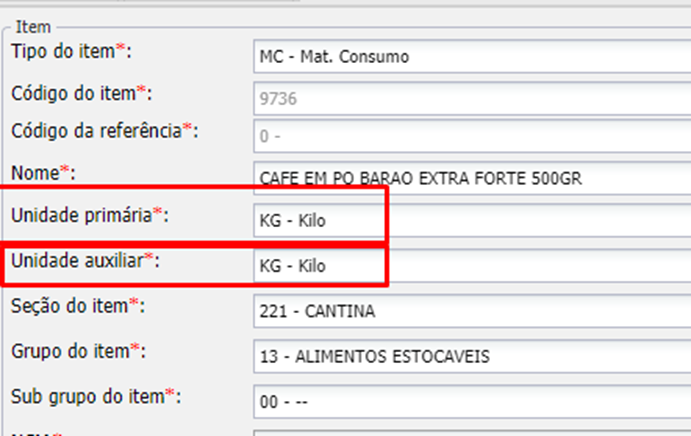 Item
Tipo do item*: MC - Mat. Consumo
Código do item*: 9736
Código da referência*: 0 -
Nome*: CAFE EM PO BARAO EXTRA FORTE 500GR
Unidade primária*: KG - Kilo
Unidade auxiliar*: KG - Kilo
Seção do item*: 221 - CANTINA
Grupo do item*: 13 - ALIMENTOS ESTOCAVEIS
Sub grupo do item*: 00 - --